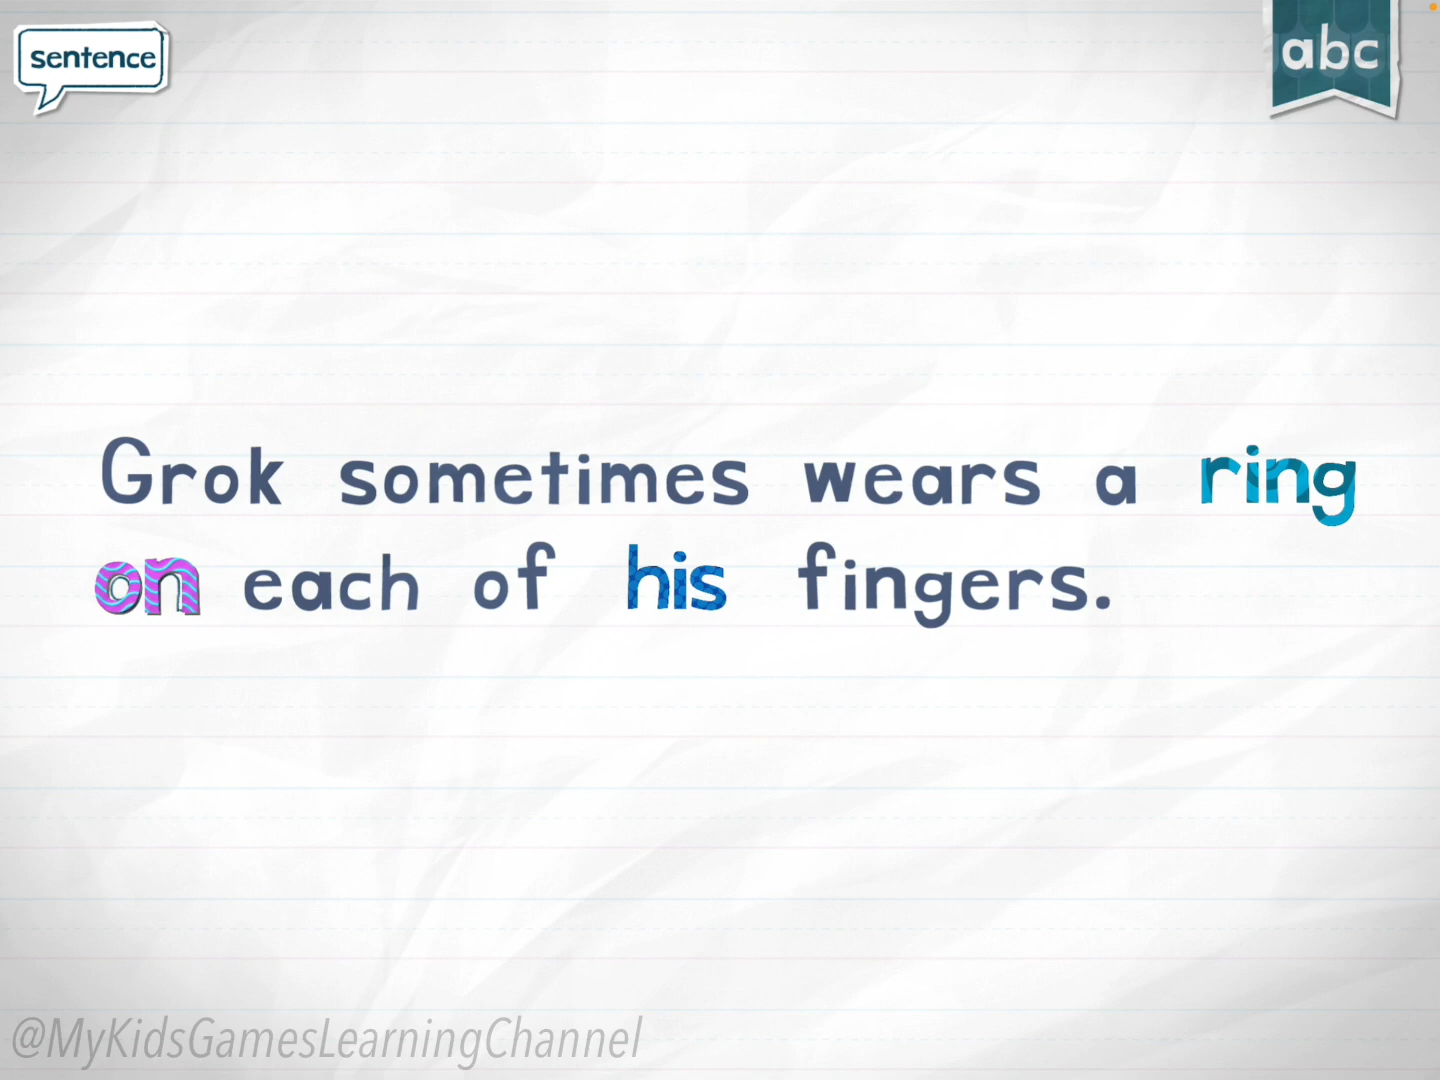 sentence
abc
Grok sometimes wears a ring
on each of his fingers.
@MyKidsGamesLearningChannel